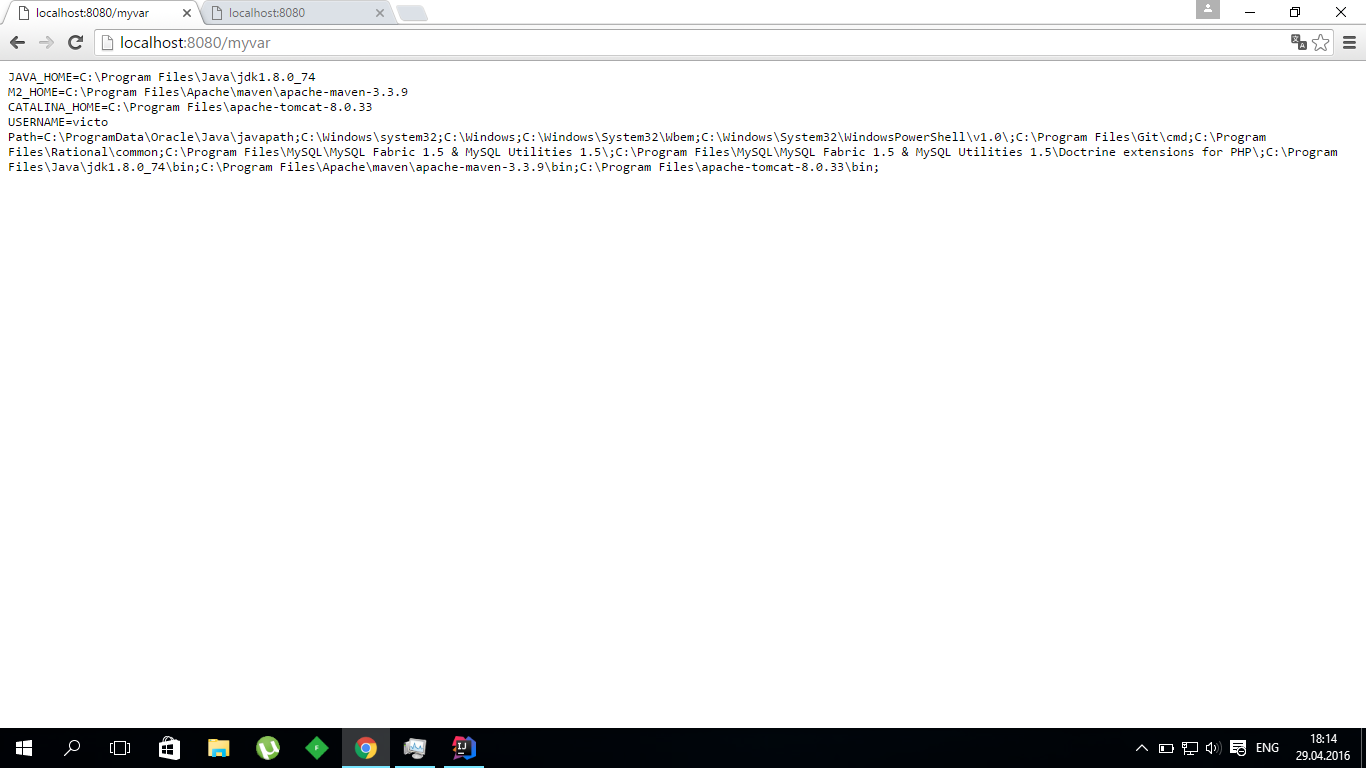 localhost:8080/myvar
localhost:8080
localhost:8080/myvar
JAVA_HOME=C:\Program Files\Java\jdk1.8.0_74
M2_HOME=C:\Program Files\Apache\maven\apache-maven-3.3.9
CATALINA_HOME=C:\Program Files\apache-tomcat-8.0.33
USERNAME=victo
Path=C:\ProgramData\Oracle\Java\javapath;C:\Windows\system32;C:\Windows;C:\Windows\System32\Wbem;C:\Windows\System32\WindowsPowerShell\v1.0\;C:\Program Files\Git\cmd;C:\Program
Files\Rational\common;C:\Program Files\MySQL\MySQL Fabric 1.5 & MySQL Utilities 1.5\;C:\Program Files\MySQL\MySQL Fabric 1.5 & MySQL Utilities 1.5\Doctrine extensions for PHP\;C:\Program
Files\Java\jdk1.8.0_74\bin;C:\Program Files\Apache\maven\apache-maven-3.3.9\bin;C:\Program Files\apache-tomcat-8.0.33\bin;
F
IJ
ENG
18:14
29.04.2016